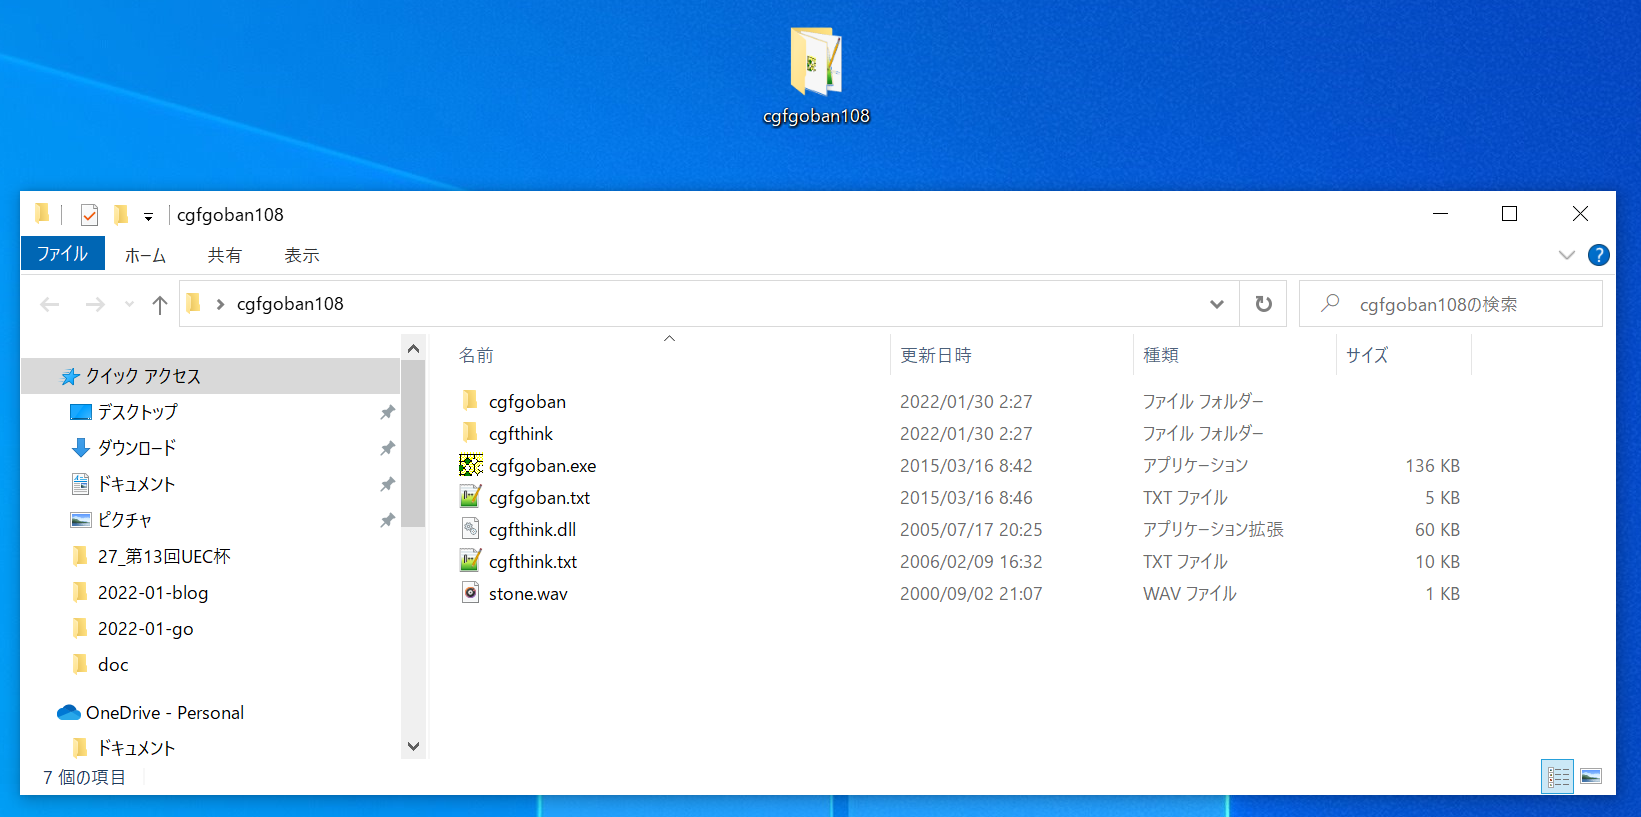 cgfgoban108
cgfgoban108
ファイル ホーム 共有 表示
cgfgoban108 cgfgoban108の検索
名前 更新日時 種類 サイズ
クイック アクセス
デスクトップ
ダウンロード
ドキュメント
ピクチャ
27_第13回UEC杯
2022-01-blog
2022-01-go
doc
OneDrive - Personal
ドキュメント
cgfgoban 2022/01/30 2:27 ファイル フォルダー
cgfthink 2022/01/30 2:27 ファイル フォルダー
cgfgoban.exe 2015/03/16 8:42 アプリケーション 136 KB
cgfgoban.txt 2015/03/16 8:46 TXT ファイル 5 KB
cgfthink.dll 2005/07/17 20:25 アプリケーション拡張 60 KB
cgfthink.txt 2006/02/09 16:32 TXT ファイル 10 KB
stone.wav 2000/09/02 21:07 WAV ファイル 1 KB
7 個の項目